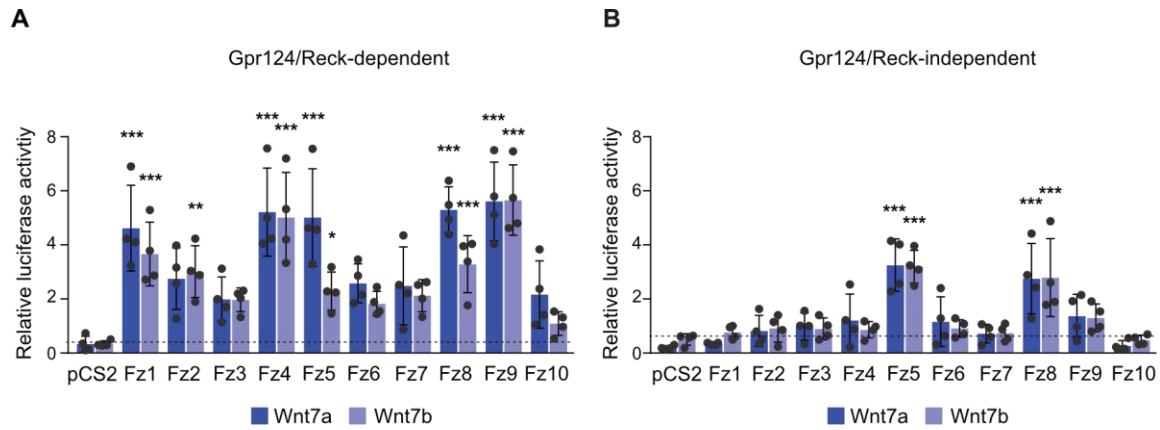 A
B
Gpr124/Reck-dependent
Gpr124/Reck-independent
Relative luciferase activtiy
8
6
4
2
0
*** *** ** *** *** *** * *** *** *** ***
pCS2 Fz1 Fz2 Fz3 Fz4 Fz5 Fz6 Fz7 Fz8 Fz9 Fz10
Wnt7a Wnt7b
Relative luciferase activtiy
8
6
4
2
0
*** *** *** ***
pCS2 Fz1 Fz2 Fz3 Fz4 Fz5 Fz6 Fz7 Fz8 Fz9 Fz10
Wnt7a Wnt7b